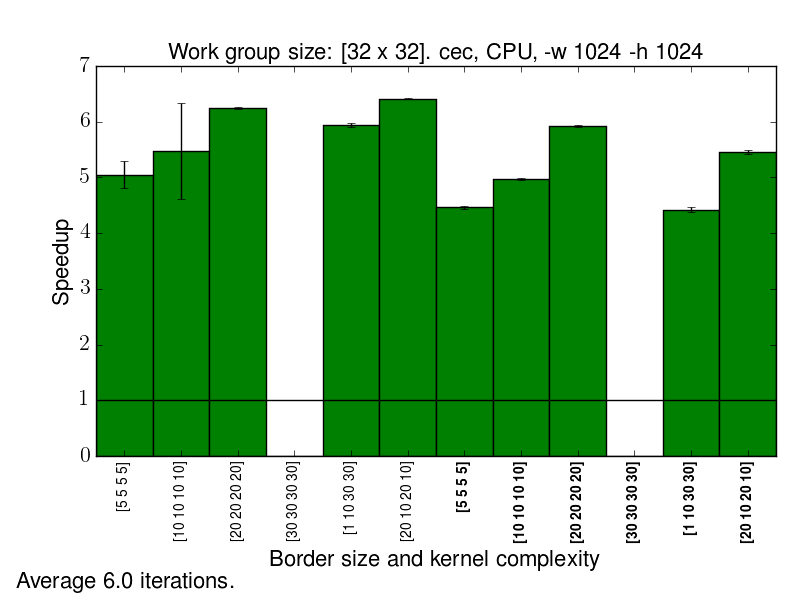 Work group size: [32 x 32]. cec, CPU, -w 1024 -h 1024
7
6
5
4
3
2
1
0
Speedup
[5 5 5 5]
[10 10 10 10]
[20 20 20 20]
[30 30 30 30]
[1 10 30 30]
[20 10 20 10]
[5 5 5 5]
[10 10 10 10]
[20 20 20 20]
[30 30 30 30]
[1 10 30 30]
[20 10 20 10]
Border size and kernel complexity
Average 6.0 iterations.